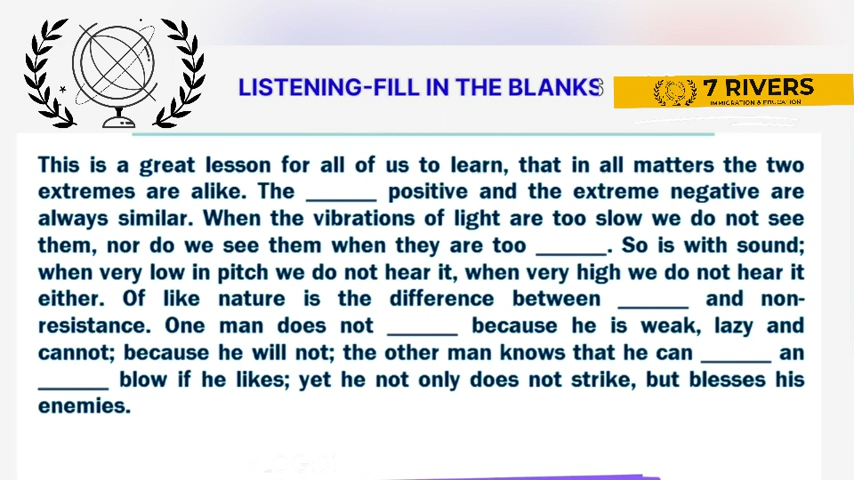 LISTENING-FILL IN THE BLANKS
7 RIVERS
IMMIGRATION & EDUCATION
This is a great lesson for all of us to learn, that in all matters the two
extremes are alike. The ______ positive and the extreme negative are
always similar. When the vibrations of light are too slow we do not see
them, nor do we see them when they are too ______. So is with sound;
when very low in pitch we do not hear it, when very high we do not hear it
either. Of like nature is the difference between ______ and non-
resistance. One man does not ______ because he is weak, lazy and
cannot; because he will not; the other man knows that he can ______ an
______ blow if he likes; yet he not only does not strike, but blesses his
enemies.